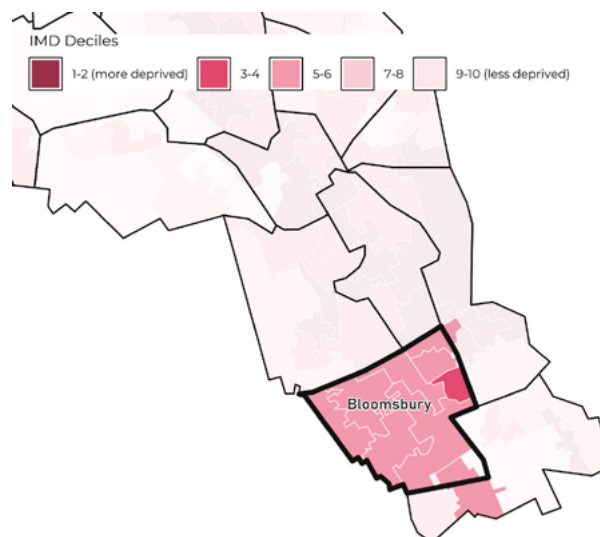 IMD Deciles
1-2 (more deprived) 3-4 5-6 7-8 9-10 (less deprived)
Bloomsbury